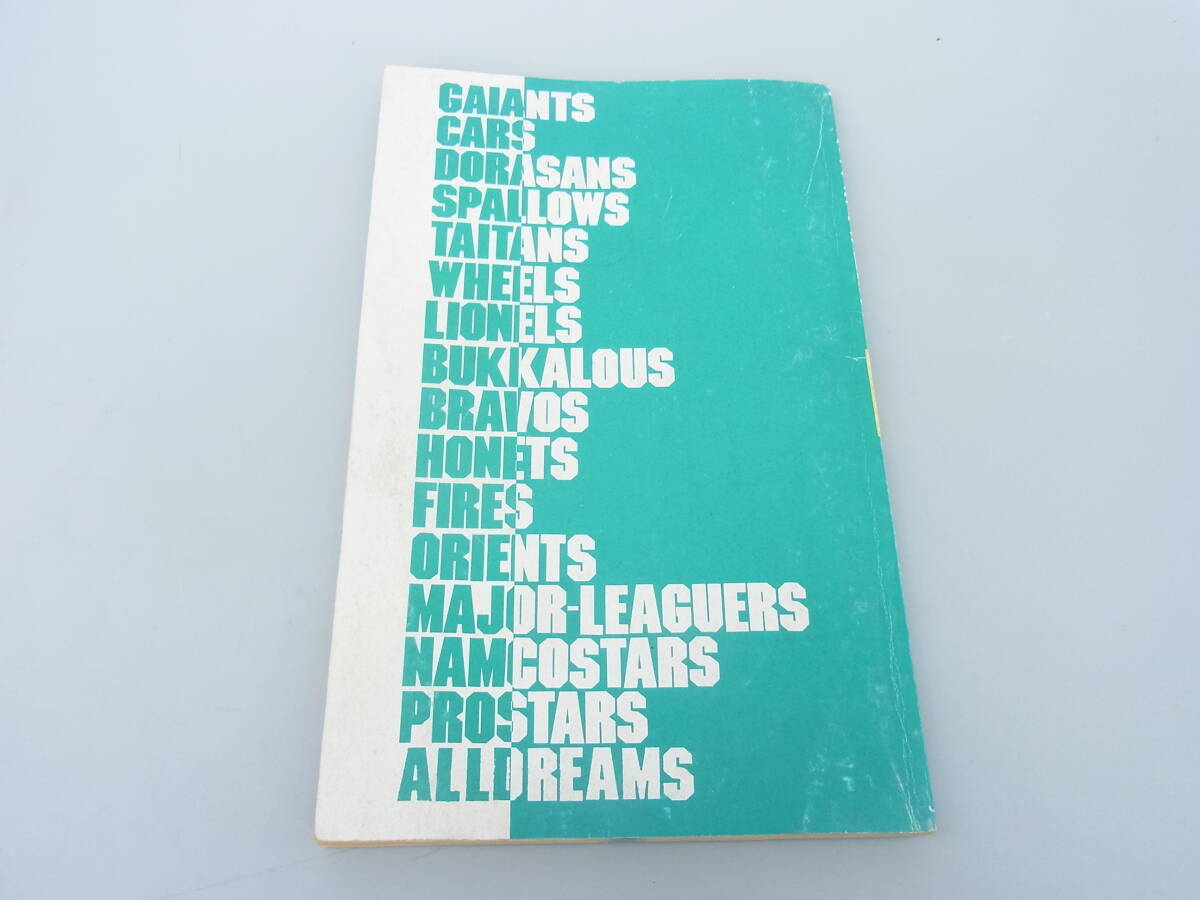 GAIANTS
CARS
DORASANS
SPALLOWS
TAITANS
WHEELS
LIONELS
BUKKALOUS
BRAVOS
HONETS
FIRES
ORIENTS
MAJOR-LEAGUERS
NAMCOSTARS
PROSTARS
ALLDREAMS